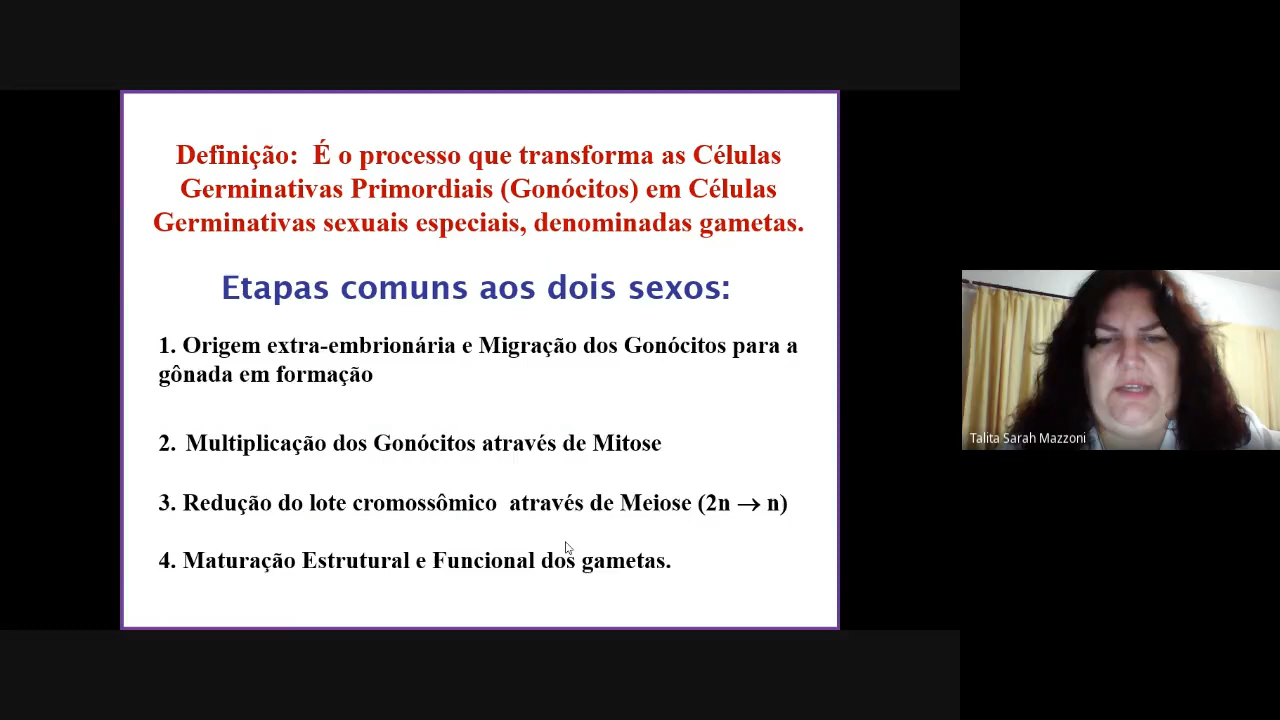 Definição: É o processo que transforma as Células
Germinativas Primordiais (Gonócitos) em Células
Germinativas sexuais especiais, denominadas gametas.
Etapas comuns aos dois sexos:
1. Origem extra-embrionária e Migração dos Gonócitos para a
gônada em formação
2. Multiplicação dos Gonócitos através de Mitose
3. Redução do lote cromossômico através de Meiose (2n → n)
4. Maturação Estrutural e Funcional dos gametas.
Talita Sarah Mazzoni